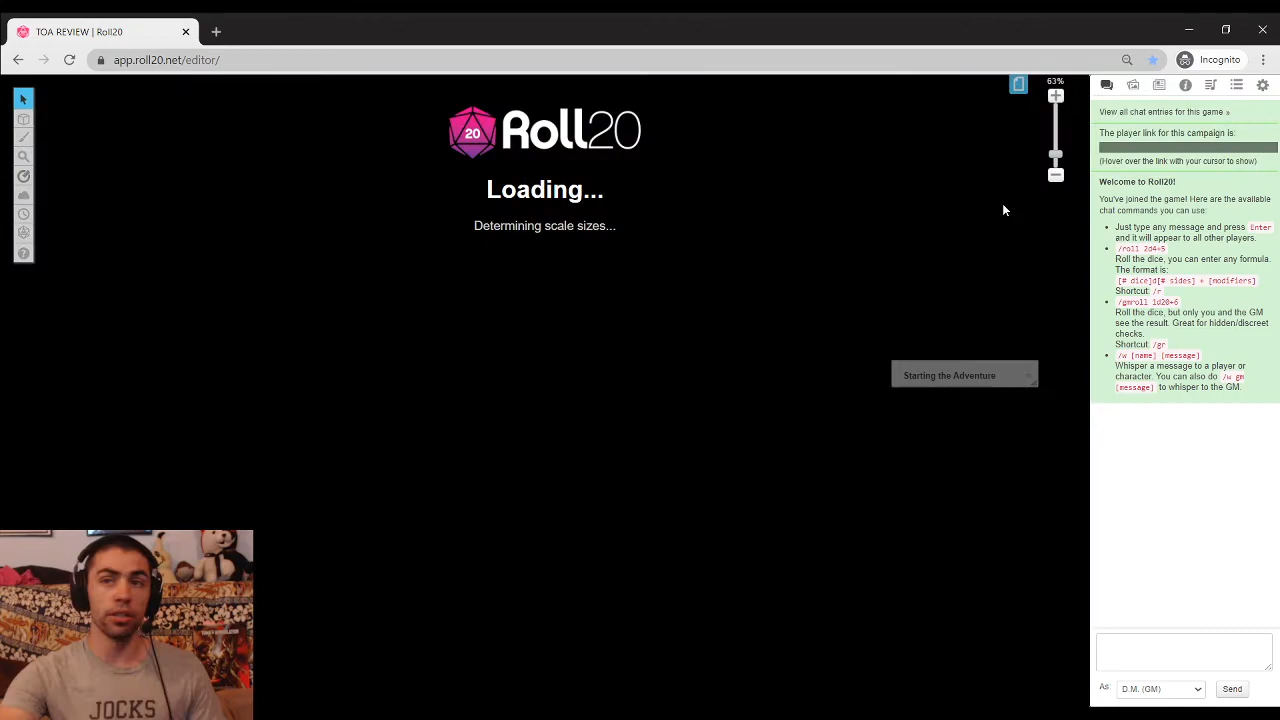 TOA REVIEW | Roll20
app.roll20.net/editor/
Incognito
63%
20
Roll20
Loading...
Determining scale sizes...
Starting the Adventure
View all chat entries for this game »
The player link for this campaign is:
(Hover over the link with your cursor to show)
Welcome to Roll20!
You've joined the game! Here are the available
chat commands you can use:
Just type any message and press Enter
and it will appear to all other players.
/roll 2d4+5
Roll the dice, you can enter any formula.
The format is:
[# dice]d[# sides] + [modifiers]
Shortcut: /r
/gmroll 1d20+6
Roll the dice, but only you and the GM
see the result. Great for hidden/discreet
checks.
Shortcut: /gr
/w [name] [message]
Whisper a message to a player or
character. You can also do /w gm
[message] to whisper to the GM.
As:
D.M. (GM)
Send
JOCKS